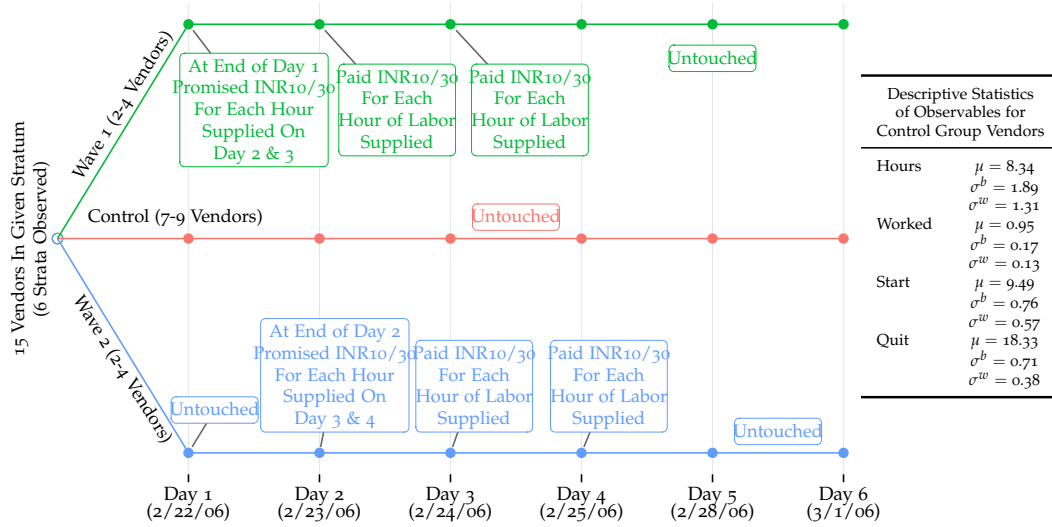 15 Vendors In Given Stratum
(6 Strata Observed)
Wave 1 (2-4 Vendors)
At End of Day 1
Promised INR10/30
For Each Hour
Supplied On
Day 2 & 3
Paid INR10/30
For Each
Hour of Labor
Supplied
Paid INR10/30
For Each
Hour of Labor
Supplied
Untouched
Control (7-9 Vendors)
Untouched
Wave 2 (2-4 Vendors)
Untouched
At End of Day 2
Promised INR10/30
For Each Hour
Supplied On
Day 3 & 4
Paid INR10/30
For Each
Hour of Labor
Supplied
Paid INR10/30
For Each
Hour of Labor
Supplied
Untouched
Day 1
(2/22/06)
Day 2
(2/23/06)
Day 3
(2/24/06)
Day 4
(2/25/06)
Day 5
(2/28/06)
Day 6
(3/1/06)
Descriptive Statistics
of Observables for
Control Group Vendors
Hours μ = 8.34
σᵇ = 1.89
σʷ = 1.31
Worked μ = 0.95
σᵇ = 0.17
σʷ = 0.13
Start μ = 9.49
σᵇ = 0.76
σʷ = 0.57
Quit μ = 18.33
σᵇ = 0.71
σʷ = 0.38